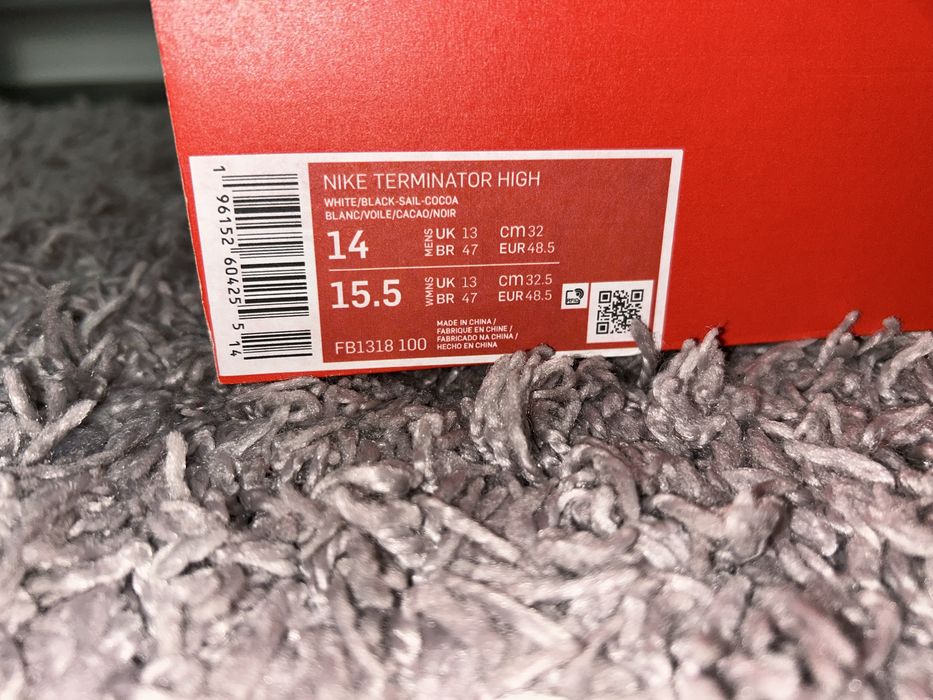 NIKE TERMINATOR HIGH
WHITE/BLACK-SAIL-COCOA
BLANC/VOILE/CACAO/NOIR
14 MENS UK 13 cm 32
BR 47 EUR 48.5
15.5 WMNS UK 13 cm 32.5
BR 47 EUR 48.5
MADE IN CHINA /
FABRIQUE EN CHINE /
FABRICADO NA CHINA /
HECHO EN CHINA
FB1318 100
1 96152 60425 5 14